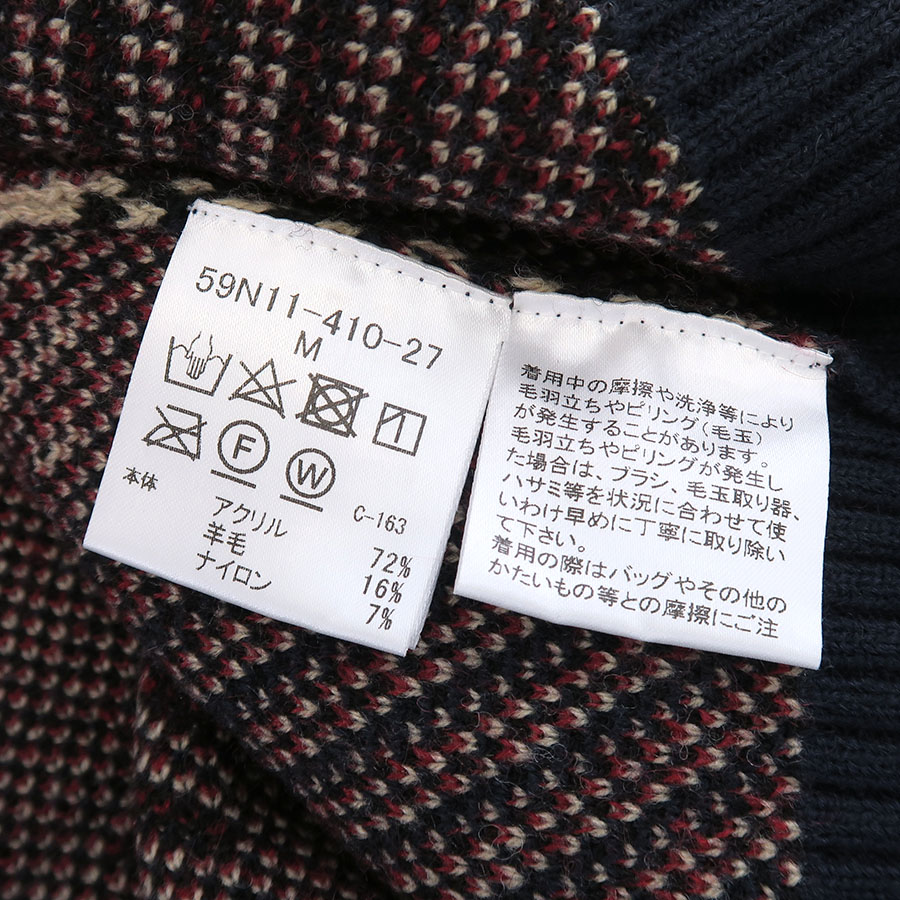 59N11-410-27
M
1
F
W
本体
C-163
アクリル 72%
羊毛 16%
ナイロン 7%
着用中の摩擦や洗浄等により
毛羽立ちやピリング(毛玉)
が発生することがあります。
毛羽立ちやピリングが発生し
た場合は、ブラシ、毛玉取り器、
ハサミ等を状況に合わせて使
いわけ早めに丁寧に取り除い
て下さい。
着用の際はバッグやその他の
かたいもの等との摩擦にご注